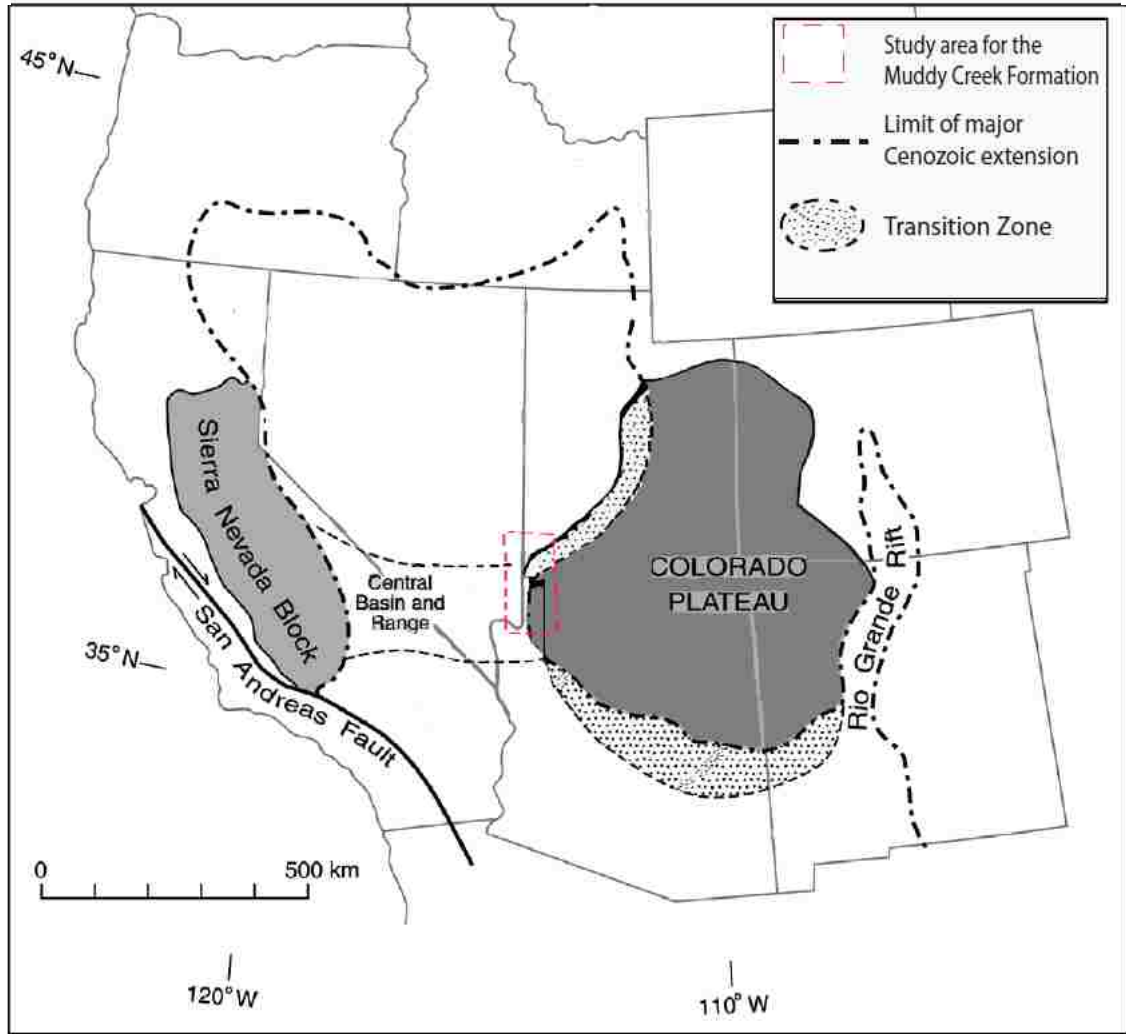 45°N
Study area for the
Muddy Creek Formation
Limit of major
Cenozoic extension
Transition Zone
Sierra Nevada Block
San Andreas Fault
Central
Basin and
Range
COLORADO
PLATEAU
Rio Grande Rift
35°N
0 500 km
120°W
110°W